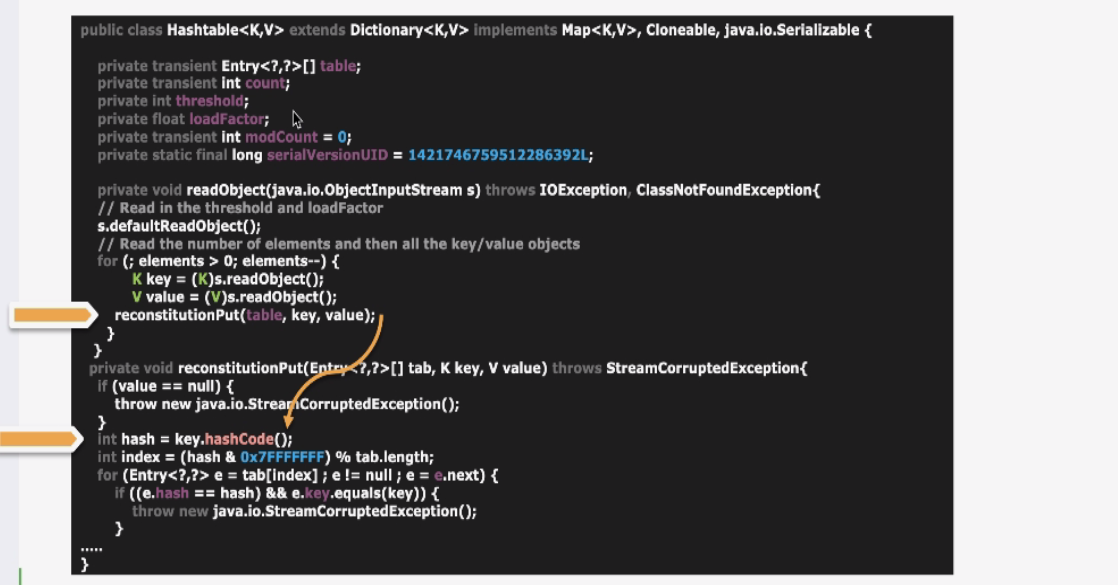 public class Hashtable<K,V> extends Dictionary<K,V> implements Map<K,V>, Cloneable, java.io.Serializable {
private transient Entry<?,?>[] table;
private transient int count;
private int threshold;
private float loadFactor;
private transient int modCount = 0;
private static final long serialVersionUID = 1421746759512286392L;
private void readObject(java.io.ObjectInputStream s) throws IOException, ClassNotFoundException{
// Read in the threshold and loadFactor
s.defaultReadObject();
// Read the number of elements and then all the key/value objects
for (; elements > 0; elements--) {
K key = (K)s.readObject();
V value = (V)s.readObject();
reconstitutionPut(table, key, value);
}
}
private void reconstitutionPut(Entry<?,?>[] tab, K key, V value) throws StreamCorruptedException{
if (value == null) {
throw new java.io.StreamCorruptedException();
}
int hash = key.hashCode();
int index = (hash & 0x7FFFFFFF) % tab.length;
for (Entry<?,?> e = tab[index] ; e != null ; e = e.next) {
if ((e.hash == hash) && e.key.equals(key)) {
throw new java.io.StreamCorruptedException();
}
.....
}